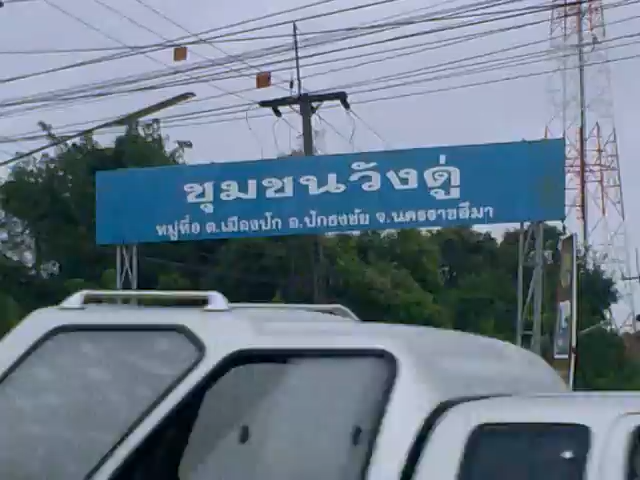 ชุมชนวังดู่
หมู่ที่๑ ต.เมืองปัก อ.ปักธงชัย จ.นครราชสีมา